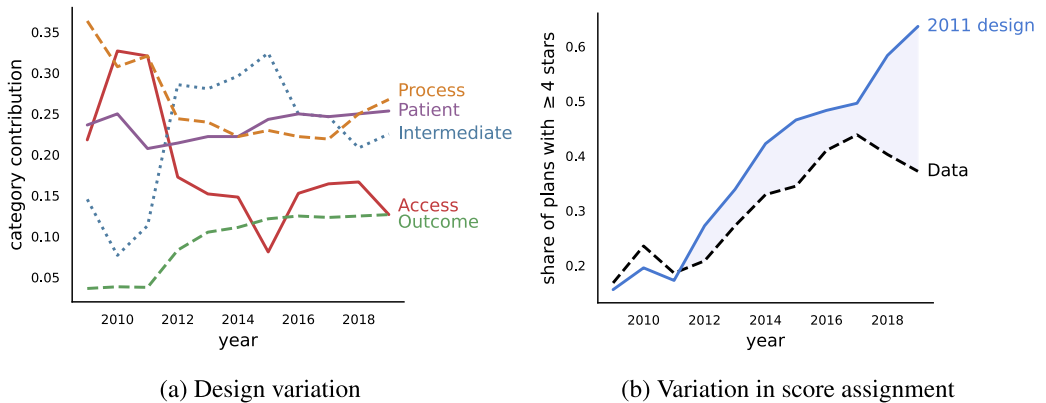 category contribution
0.35
0.30
0.25
0.20
0.15
0.10
0.05
2010 2012 2014 2016 2018
year
Process
Patient
Intermediate
Access
Outcome
(a) Design variation
share of plans with ≥4 stars
0.6
0.5
0.4
0.3
0.2
2010 2012 2014 2016 2018
year
2011 design
Data
(b) Variation in score assignment